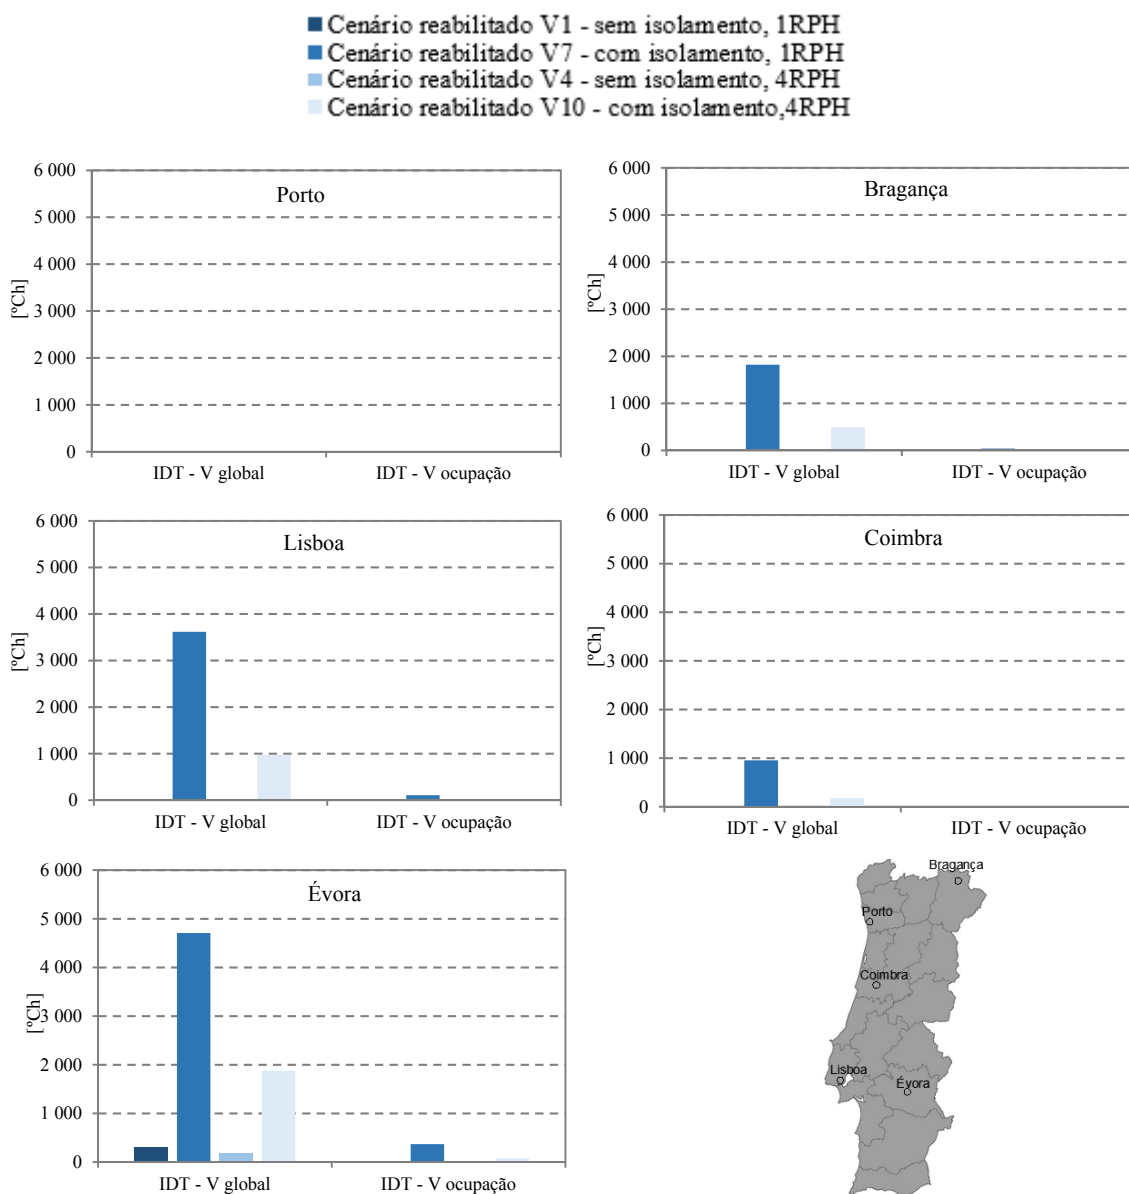 Cenário reabilitado V1 - sem isolamento, 1RPH
Cenário reabilitado V7 - com isolamento, 1RPH
Cenário reabilitado V4 - sem isolamento, 4RPH
Cenário reabilitado V10 - com isolamento,4RPH
Porto
[ºCh]
6 000
5 000
4 000
3 000
2 000
1 000
0
IDT - V global
IDT - V ocupação
Bragança
[ºCh]
6 000
5 000
4 000
3 000
2 000
1 000
0
IDT - V global
IDT - V ocupação
Lisboa
[ºCh]
6 000
5 000
4 000
3 000
2 000
1 000
0
IDT - V global
IDT - V ocupação
Coimbra
[ºCh]
6 000
5 000
4 000
3 000
2 000
1 000
0
IDT - V global
IDT - V ocupação
Évora
[ºCh]
6 000
5 000
4 000
3 000
2 000
1 000
0
IDT - V global
IDT - V ocupação
Bragança
Porto
Coimbra
Lisboa
Évora